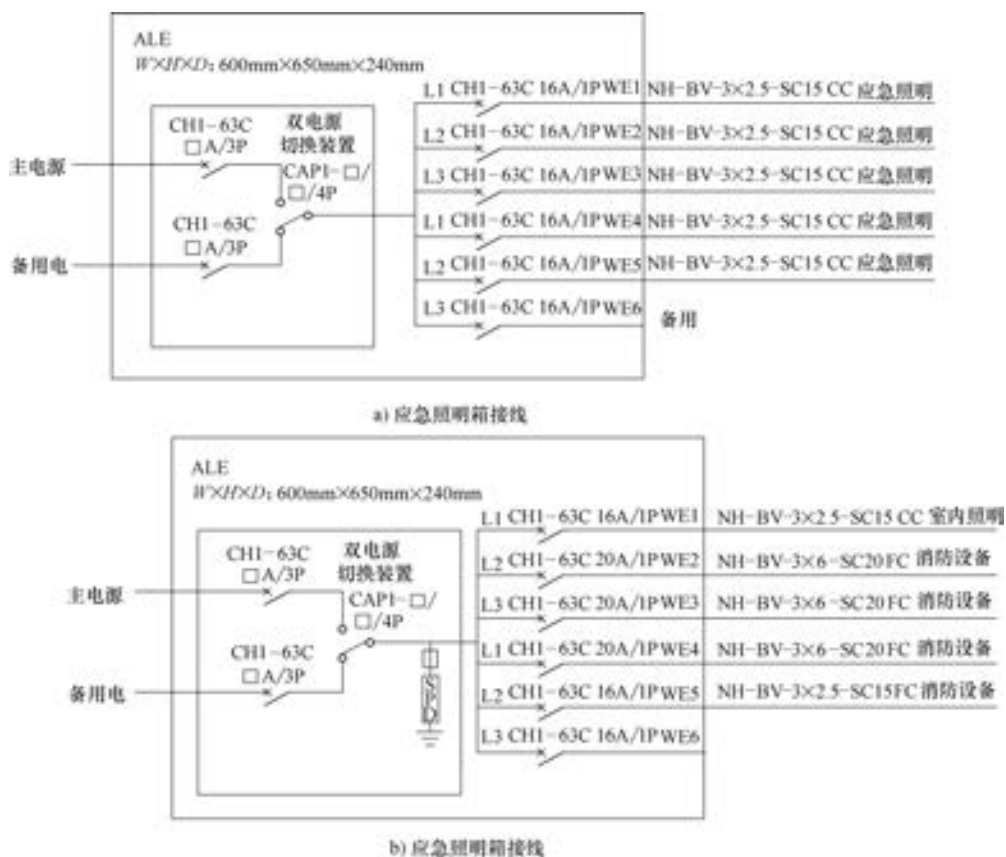 ALE
W×H×D: 600mm×650mm×240mm
CH1-63C
□A/3P
双电源
切换装置
CAP1-□/
□/4P
主电源
CH1-63C
□A/3P
备用电
L1 CH1-63C 16A/1P WE1 NH-BV-3×2.5-SC15 CC 应急照明
L2 CH1-63C 16A/1P WE2 NH-BV-3×2.5-SC15 CC 应急照明
L3 CH1-63C 16A/1P WE3 NH-BV-3×2.5-SC15 CC 应急照明
L1 CH1-63C 16A/1P WE4 NH-BV-3×2.5-SC15 CC 应急照明
L2 CH1-63C 16A/1P WE5 NH-BV-3×2.5-SC15 CC 应急照明
L3 CH1-63C 16A/1P WE6 备用
a) 应急照明箱接线
ALE
W×H×D: 600mm×650mm×240mm
CH1-63C
□A/3P
双电源
切换装置
CAP1-□/
□/4P
主电源
CH1-63C
□A/3P
备用电
SPD
L1 CH1-63C 16A/1P WE1 NH-BV-3×2.5-SC15 CC 室内照明
L2 CH1-63C 20A/1P WE2 NH-BV-3×6-SC20 FC 消防设备
L3 CH1-63C 20A/1P WE3 NH-BV-3×6-SC20 FC 消防设备
L1 CH1-63C 20A/1P WE4 NH-BV-3×6-SC20 FC 消防设备
L2 CH1-63C 16A/1P WE5 NH-BV-3×2.5-SC15 FC 消防设备
L3 CH1-63C 16A/1P WE6
b) 应急照明箱接线